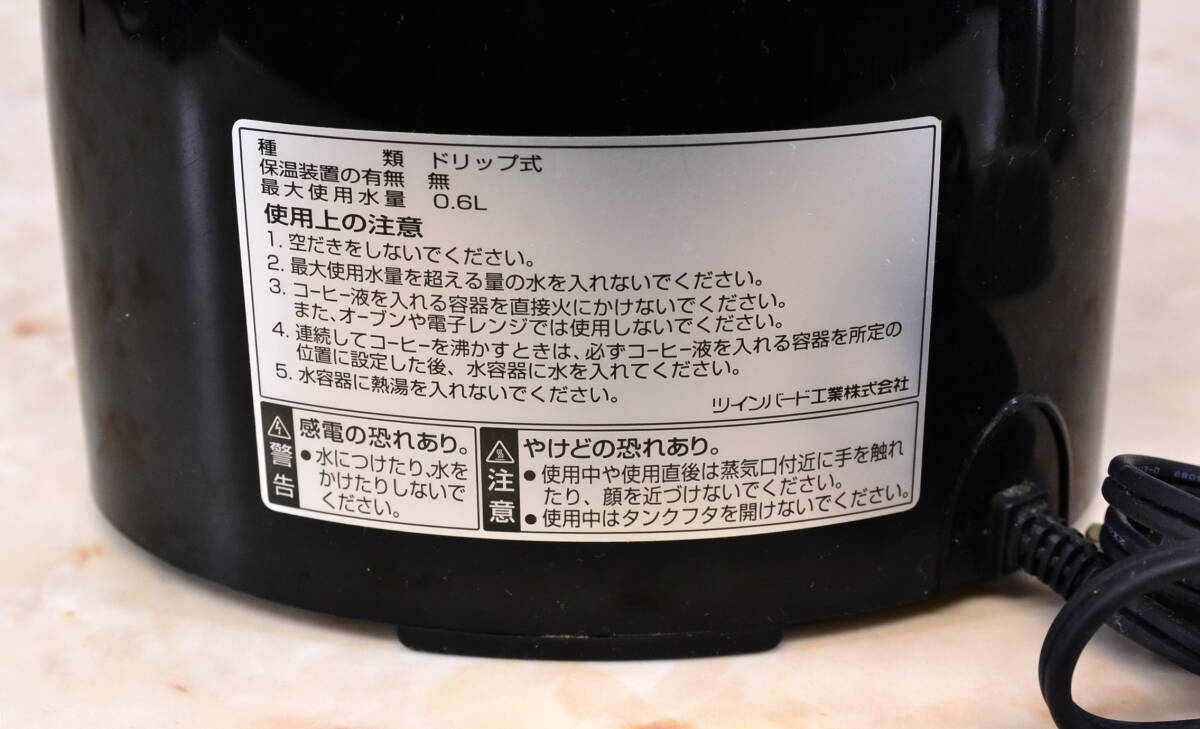 種類 ドリップ式
保温装置の有無 無
最大使用水量 0.6L
使用上の注意
1. 空だきをしないでください。
2. 最大使用水量を超える量の水を入れないでください。
3. コーヒー液を入れる容器を直接火にかけないでください。
また、オーブンや電子レンジでは使用しないでください。
4. 連続してコーヒーを沸かすときは、必ずコーヒー液を入れる容器を所定の
位置に設定した後、水容器に水を入れてください。
5. 水容器に熱湯を入れないでください。
ツインバード工業株式会社
警告
感電の恐れあり。
●水につけたり、水を
かけたりしないで
ください。
注意
やけどの恐れあり。
●使用中や使用直後は蒸気口付近に手を触れ
たり、顔を近づけないでください。
●使用中はタンクフタを開けないでください。